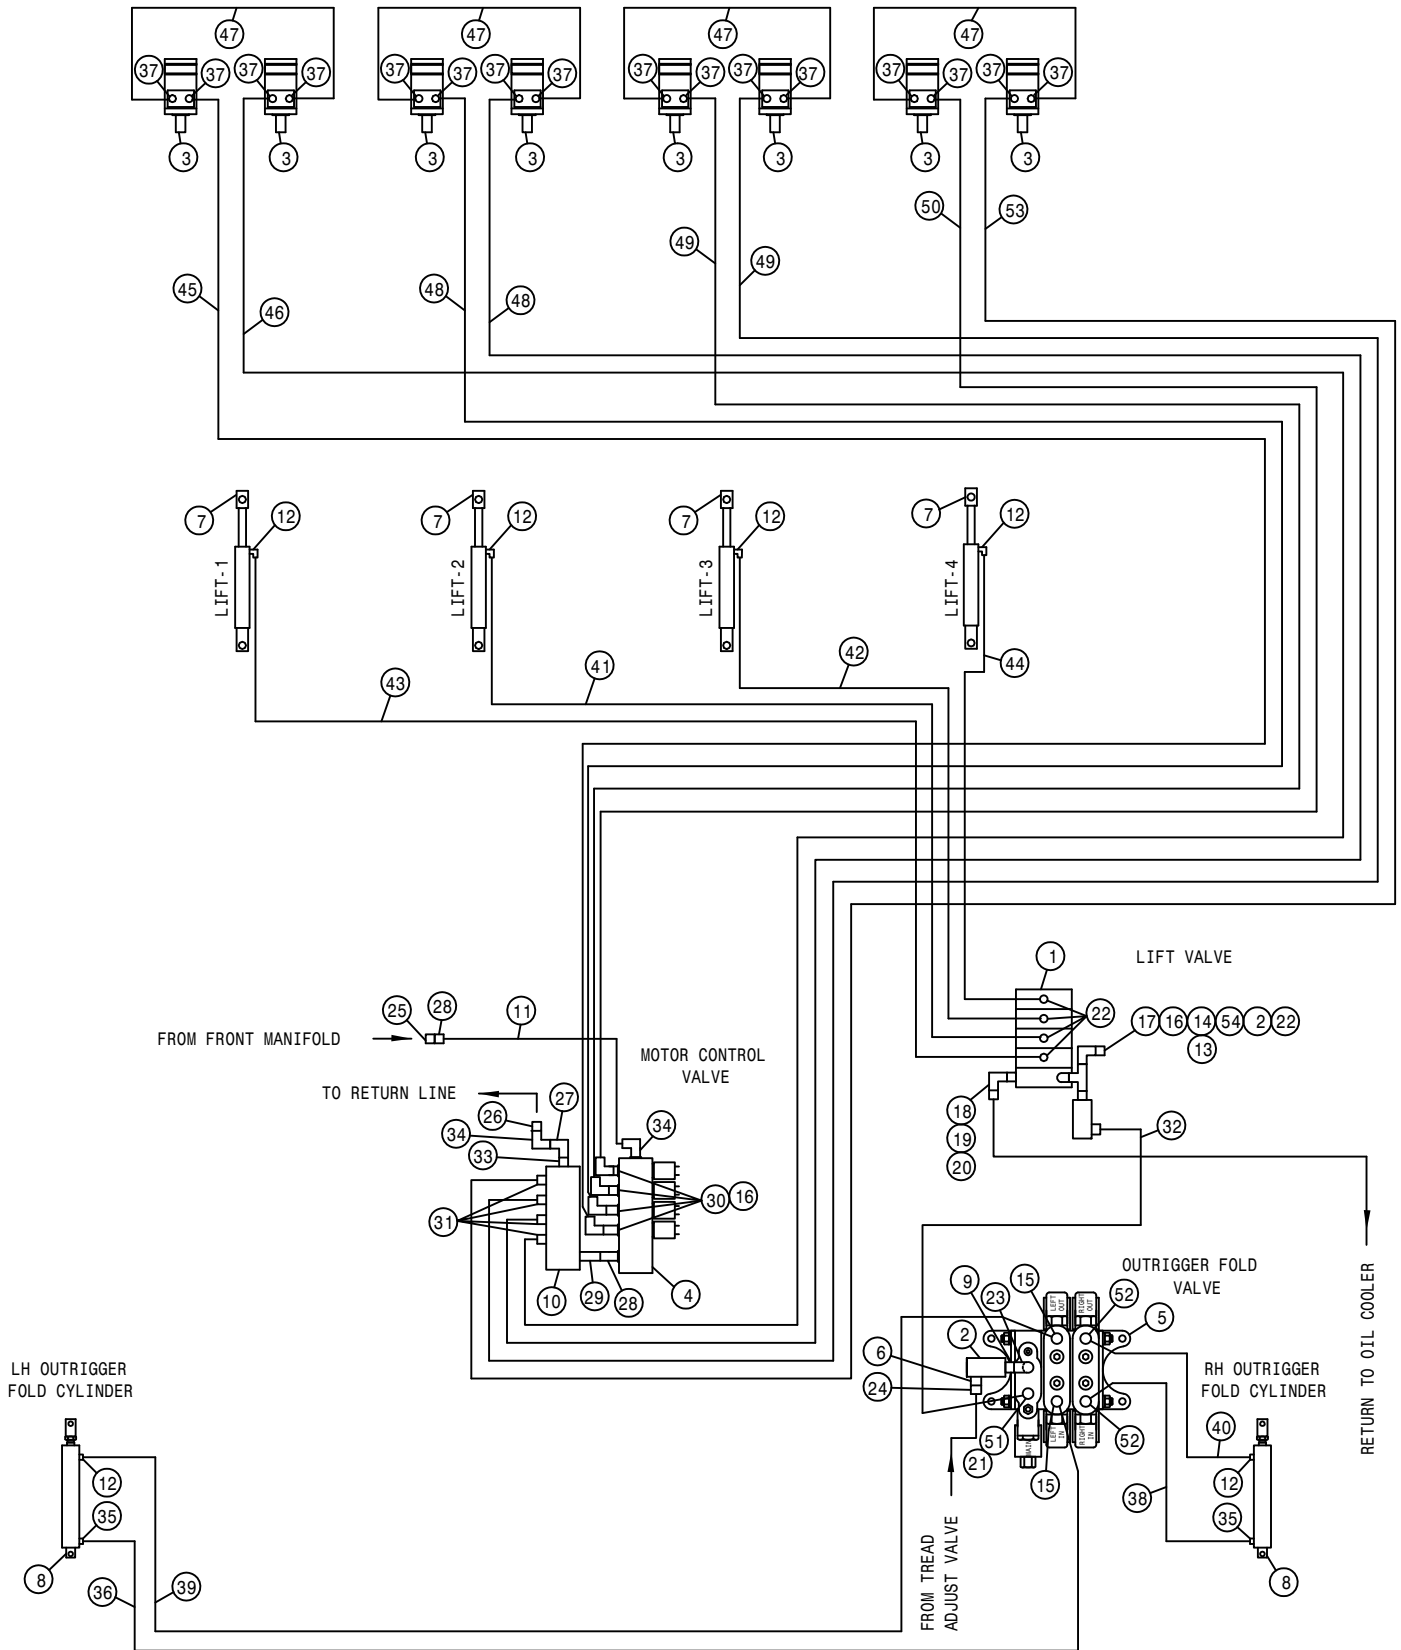 47 47 47 47
37 37 37 37 37 37 37 37 37 37 37 37 37 37 37 37
3 3 3 3 3 3 3 3
50 53
49 49
45 46 48 48
7 12 7 12 7 12 7 12
LIFT-1
LIFT-2
LIFT-3
LIFT-4
43 41 42 44
1
LIFT VALVE
25 28 11
22
17 16 14 54 2 22
13
FROM FRONT MANIFOLD
MOTOR CONTROL
VALVE
TO RETURN LINE
26 27
34
33
34
18
19
20
32
31
30 16
10 29 28 4
OUTRIGGER FOLD
VALVE
9 23 15 52 5
2
6
24
LEFT
OUT
RIGHT
OUT
LEFT
IN
RIGHT
IN
MAIN
51
21
15
52
LH OUTRIGGER
FOLD CYLINDER
RH OUTRIGGER
FOLD CYLINDER
RETURN TO OIL COOLER
12
35
8
36 39
40
38
12
35
8
FROM TREAD
ADJUST VALVE